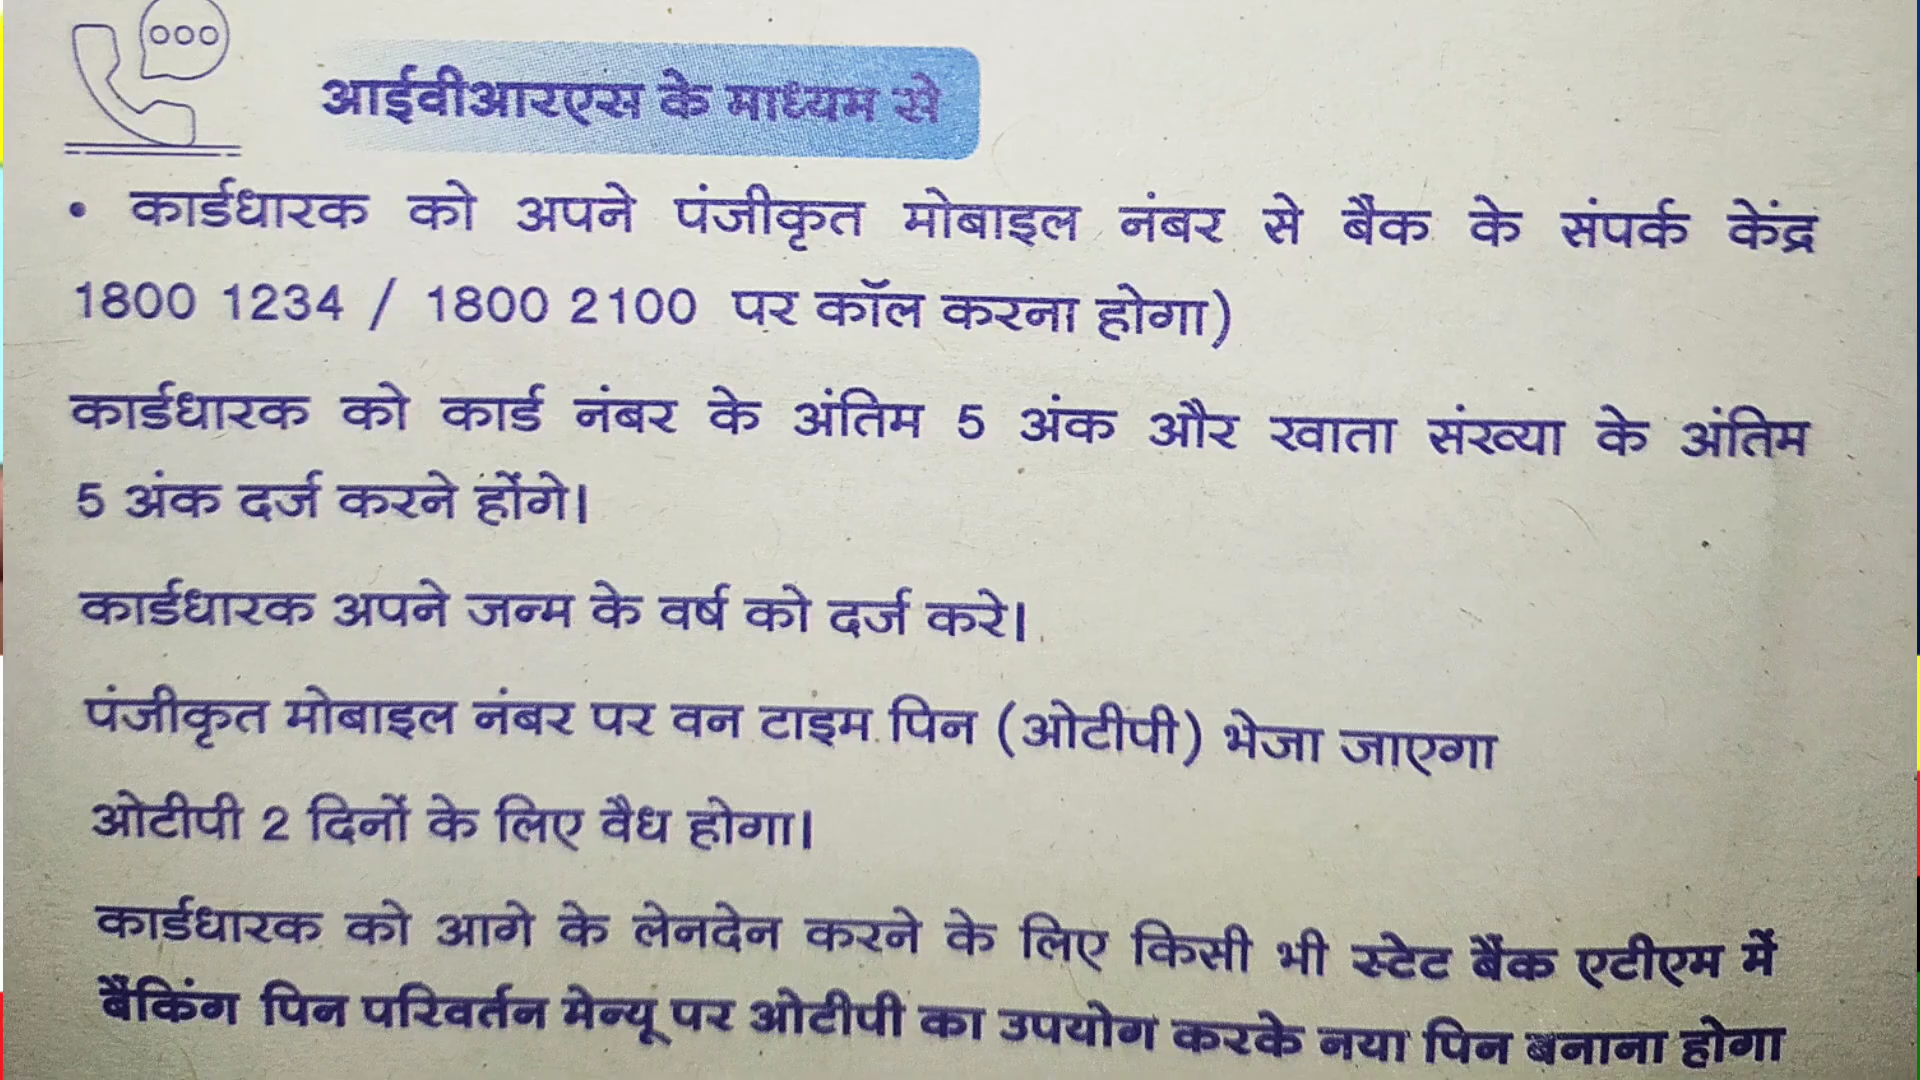 आईवीआरएस के माध्यम से
• कार्डधारक को अपने पंजीकृत मोबाइल नंबर से बैक के संपर्क केंद्र
1800 1234 / 1800 2100 पर कॉल करना होगा)
कार्डधारक को कार्ड नंबर के अंतिम 5 अंक और खाता संख्या के अंतिम
5 अंक दर्ज करने होंगे।
कार्डधारक अपने जन्म के वर्ष को दर्ज करे।
पंजीकृत मोबाइल नंबर पर वन टाइम पिन (ओटीपी) भेजा जाएगा
ओटीपी 2 दिनों के लिए वैध होगा।
कार्डधारक को आगे के लेनदेन करने के लिए किसी भी स्टेट बैंक एटीएम में
बैंकिंग पिन परिवर्तन मेन्यू पर ओटीपी का उपयोग करके नया पिन बनाना होगा